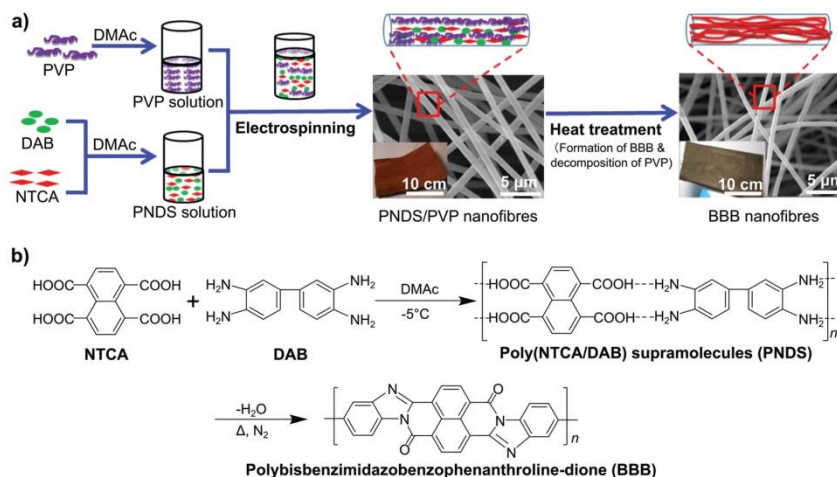 a)
DMAc
PVP
PVP solution
DAB
DMAc
NTCA
PNDS solution
Electrospinning
10 cm
5 µm
PNDS/PVP nanofibres
Heat treatment
(Formation of BBB &
decomposition of PVP)
10 cm
5 µm
BBB nanofibres
b)
HOOC COOH
HOOC COOH
NTCA
+
H₂N NH₂
H₂N NH₂
DAB
DMAc
-5°C
HOOC COOH H₂N NH₂
HOOC COOH H₂N NH₂
n
Poly(NTCA/DAB) supramolecules (PNDS)
-H₂O
Δ, N₂
N O
N
N
O N
n
Polybisbenzimidazobenzophenanthroline-dione (BBB)